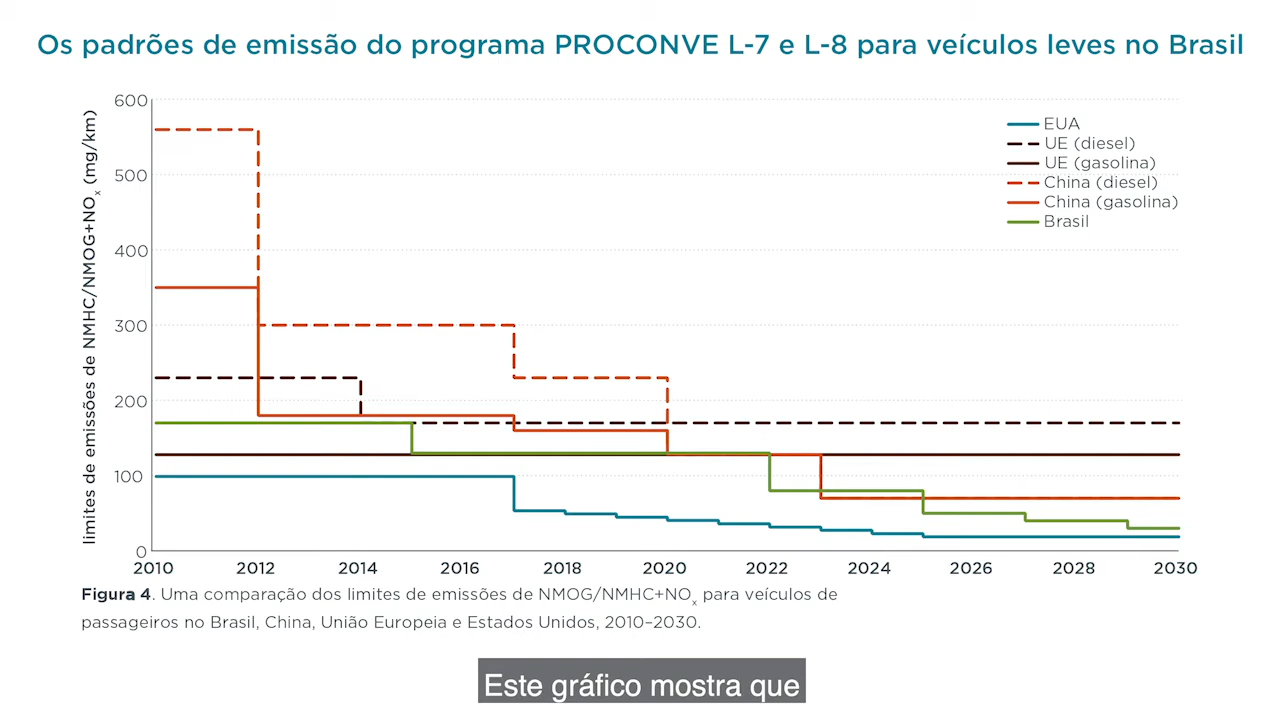 Os padrões de emissão do programa PROCONVE L-7 e L-8 para veículos leves no Brasil
limites de emissões de NMHC/NMOG+NOx (mg/km)
600
500
400
300
200
100
0
EUA
UE (diesel)
UE (gasolina)
China (diesel)
China (gasolina)
Brasil
2010 2012 2014 2016 2018 2020 2022 2024 2026 2028 2030
Figura 4. Uma comparação dos limites de emissões de NMOG/NMHC+NOx para veículos de
passageiros no Brasil, China, União Europeia e Estados Unidos, 2010–2030.
Este gráfico mostra que